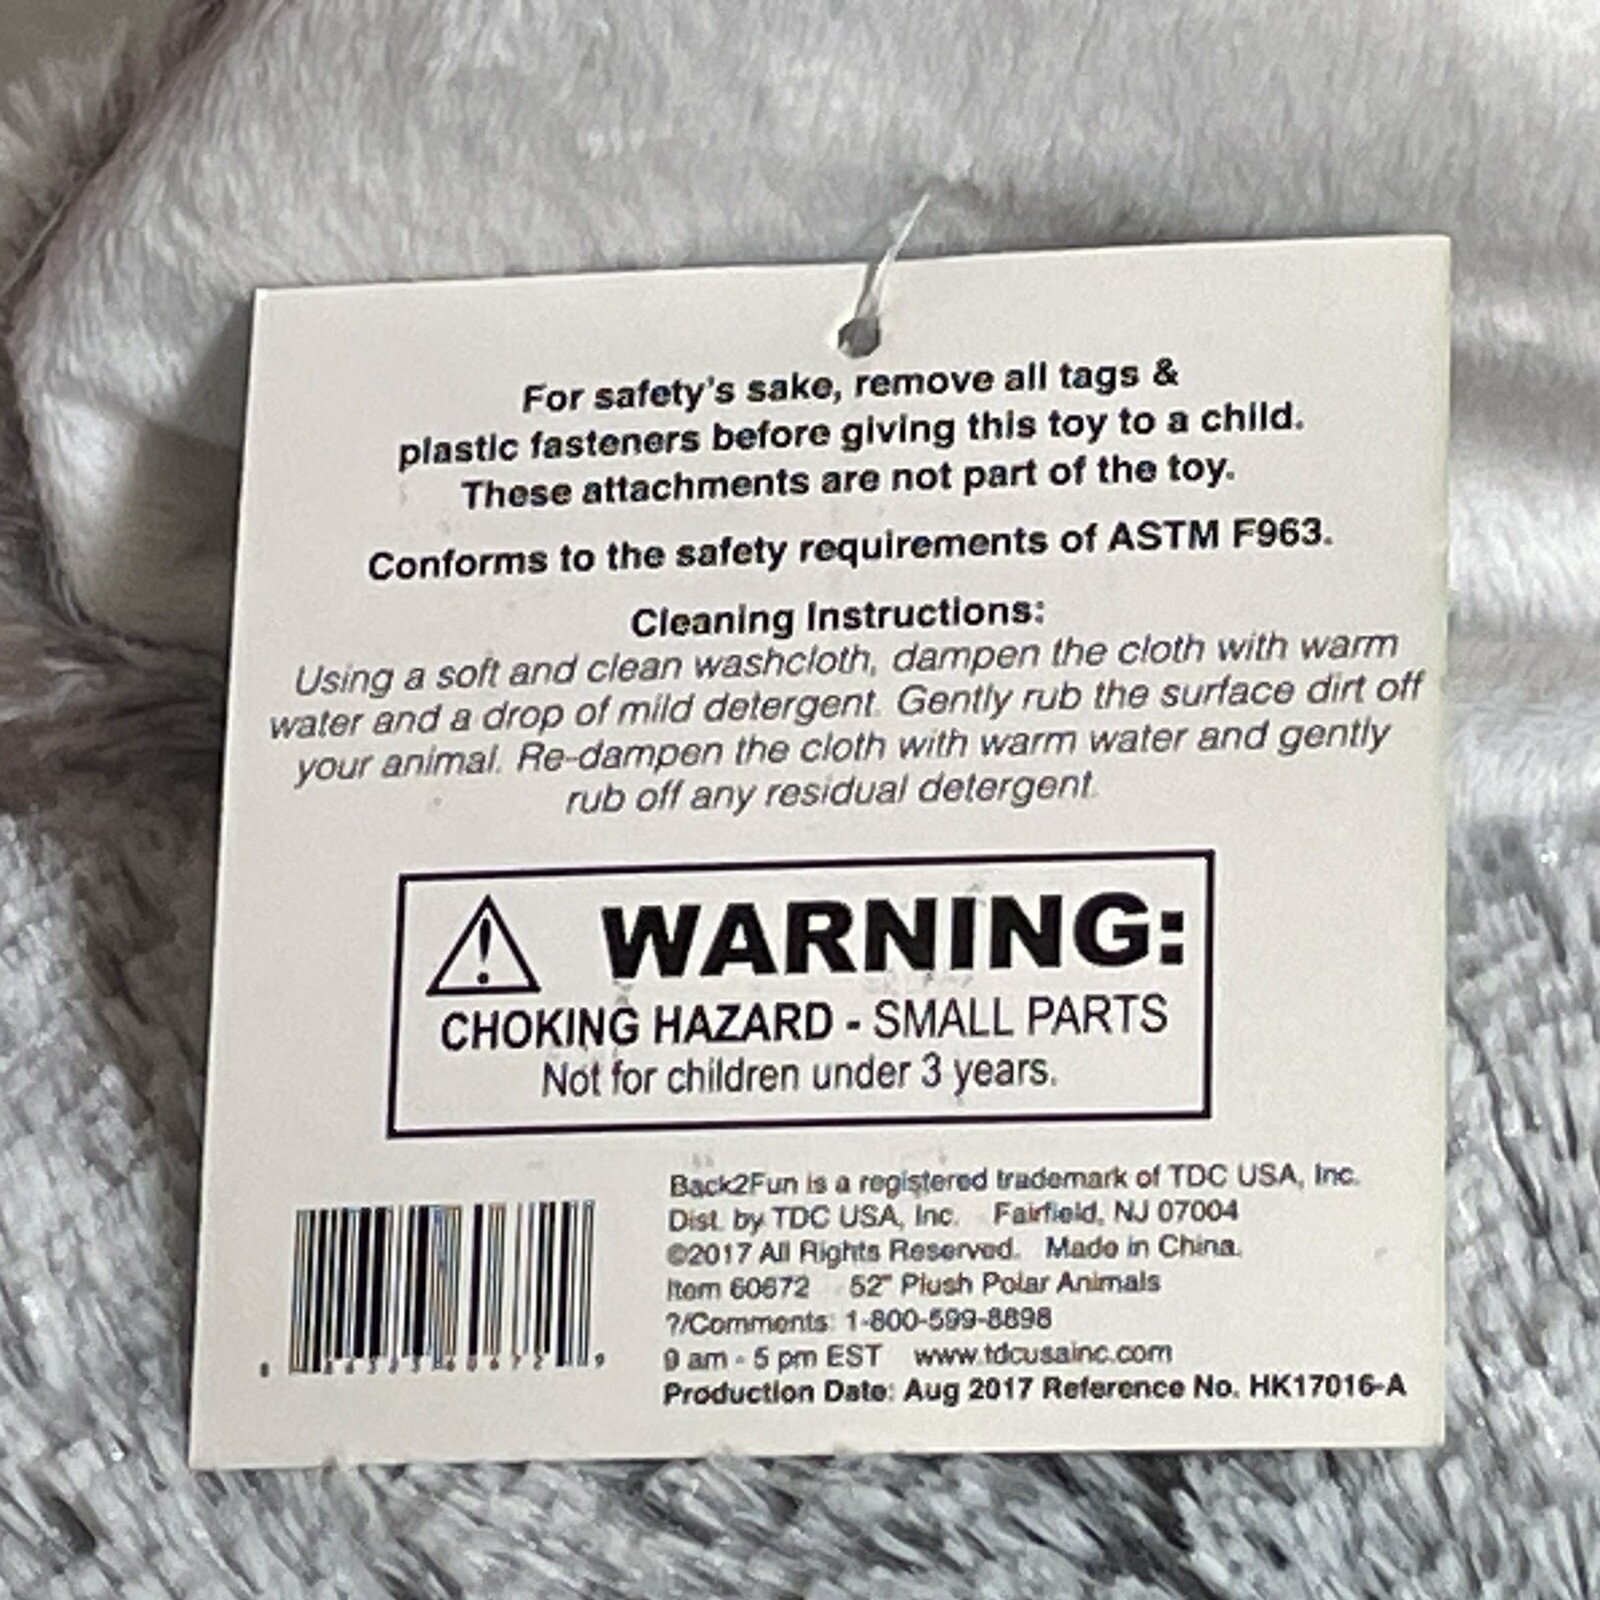 For safety's sake, remove all tags &
plastic fasteners before giving this toy to a child.
These attachments are not part of the toy.
Conforms to the safety requirements of ASTM F963.
Cleaning Instructions:
Using a soft and clean washcloth, dampen the cloth with warm
water and a drop of mild detergent. Gently rub the surface dirt off
your animal. Re-dampen the cloth with warm water and gently
rub off any residual detergent.
WARNING:
CHOKING HAZARD - SMALL PARTS
Not for children under 3 years.
Back2Fun is a registered trademark of TDC USA, Inc.
Dist. by TDC USA, Inc. Fairfield, NJ 07004
©2017 All Rights Reserved. Made in China.
Item 60672 52" Plush Polar Animals
?/Comments: 1-800-599-8898
9 am - 5 pm EST www.tdcusainc.com
Production Date: Aug 2017 Reference No. HK17016-A